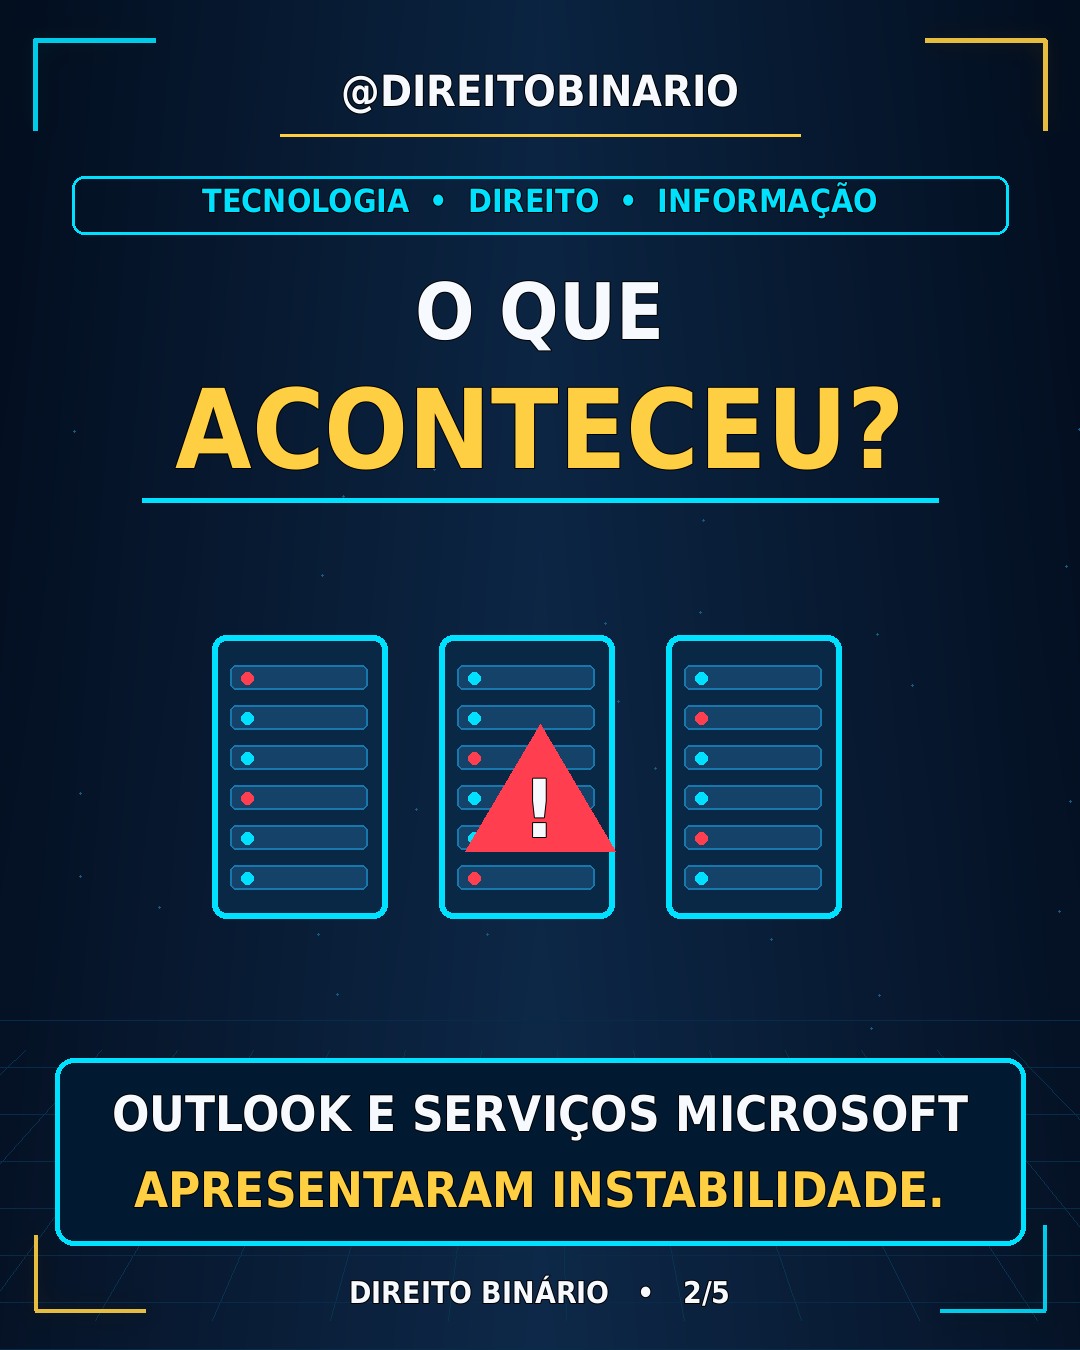 @DIREITOBINARIO
TECNOLOGIA • DIREITO • INFORMAÇÃO
O QUE
ACONTECEU?
!
OUTLOOK E SERVIÇOS MICROSOFT
APRESENTARAM INSTABILIDADE.
DIREITO BINÁRIO • 2/5